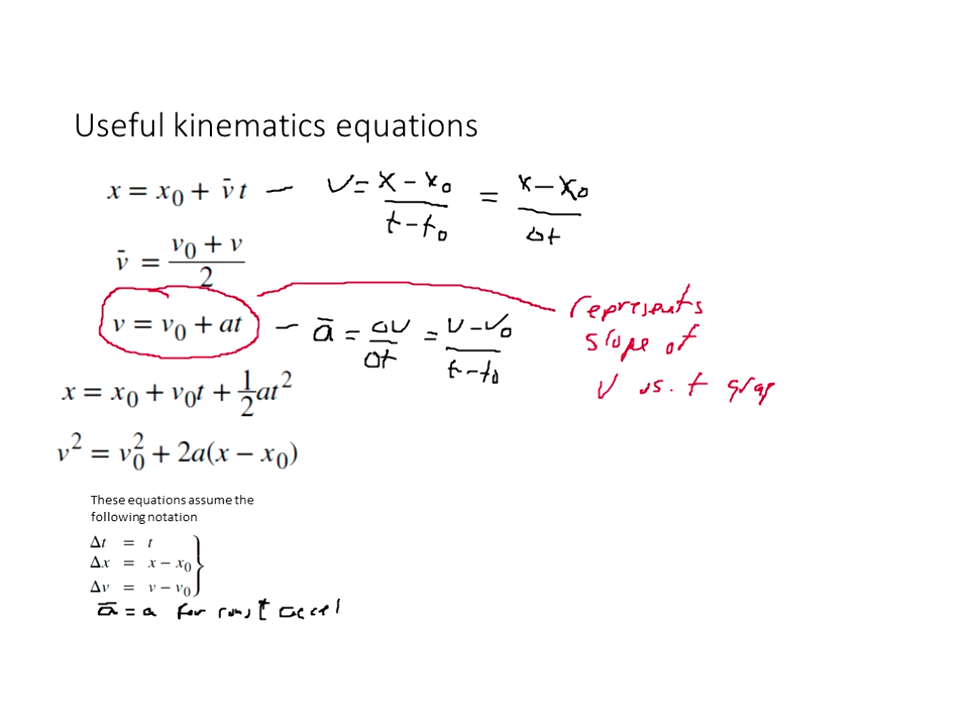 Useful kinematics equations
x = x₀ + v̄ t — v = (x – x₀)/(t – t₀) = (x – x₀)/Δt
v̄ = (v₀ + v)/2
v = v₀ + at — ā = Δv/Δt = (v – v₀)/(t – t₀)
represents
slope of
v vs. t grap
x = x₀ + v₀t + ½at²
v² = v₀² + 2a(x – x₀)
These equations assume the
following notation
Δt = t
Δx = x – x₀
Δv = v – v₀
ā = a for const accel